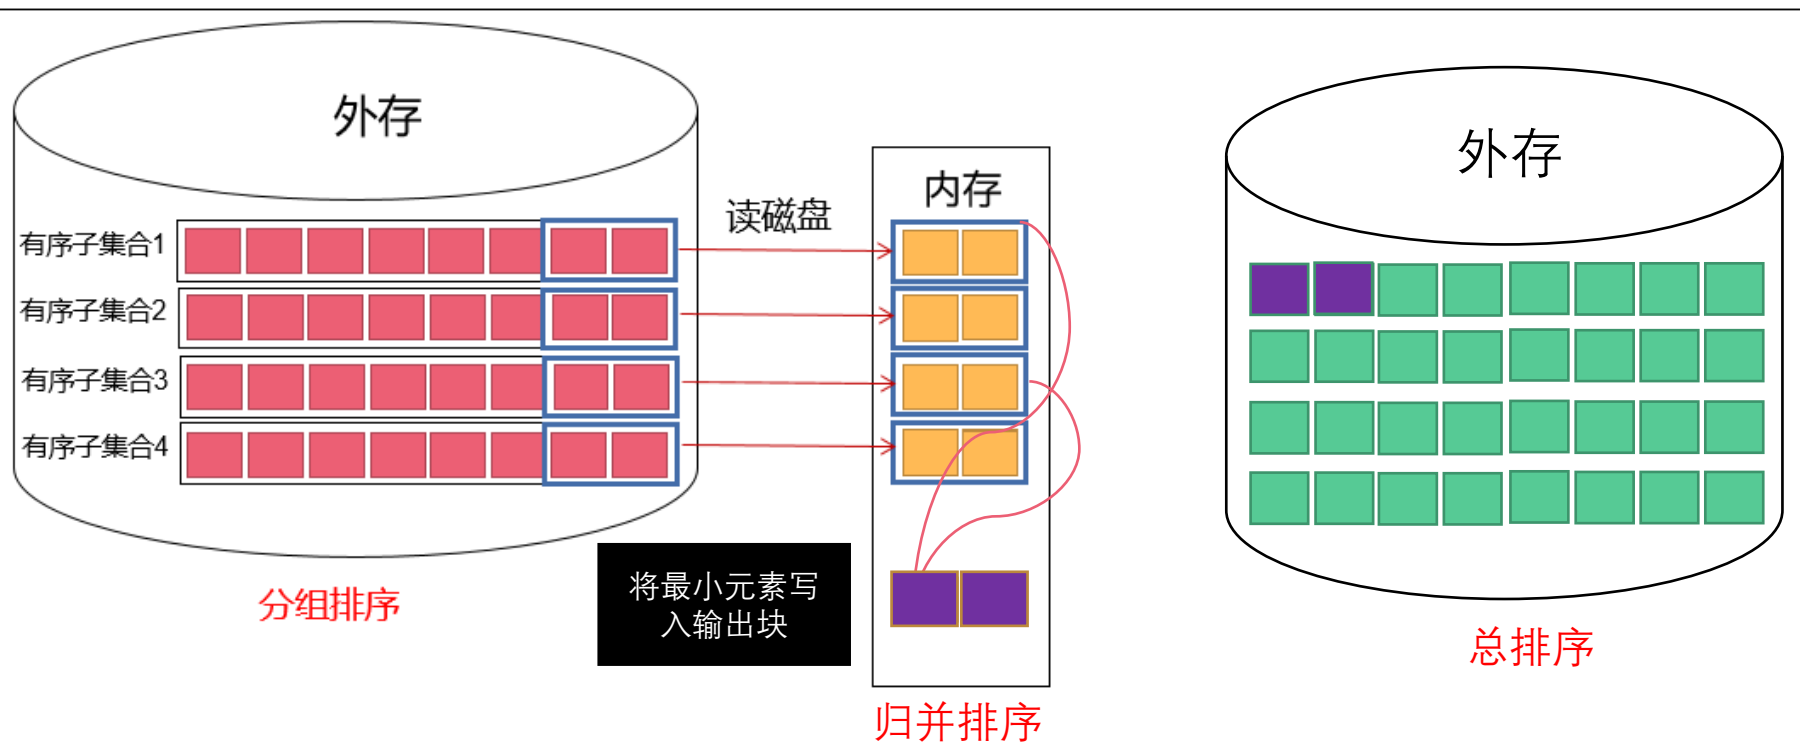 外存
有序子集合1
有序子集合2
有序子集合3
有序子集合4
分组排序
读磁盘
内存
将最小元素写
入输出块
归并排序
外存
总排序